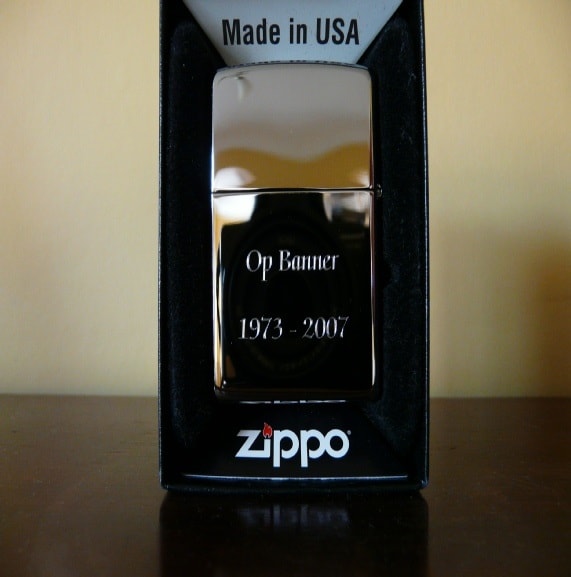 Made in USA
Op Banner
1973 - 2007
zippo®